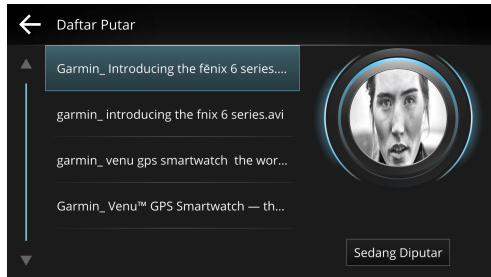 Daftar Putar
Garmin_ Introducing the fēnix 6 series....
garmin_ introducing the fnix 6 series.avi
garmin_ venu gps smartwatch  the wor...
Garmin_ Venu™ GPS Smartwatch — th...
Sedang Diputar